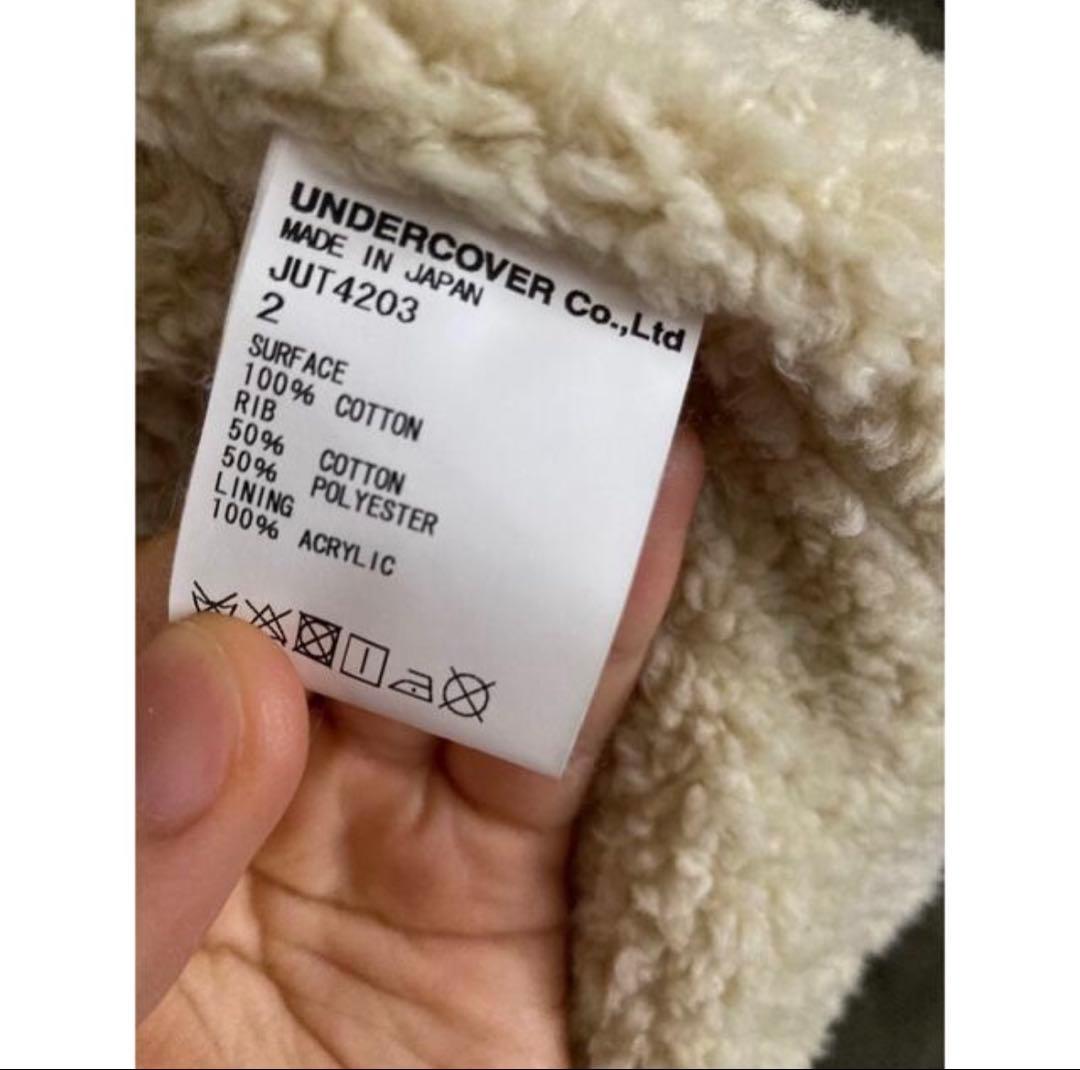 UNDERCOVER Co.,Ltd
MADE IN JAPAN
JUT4203
2
SURFACE
100% COTTON
RIB
50% COTTON
50% POLYESTER
LINING
100% ACRYLIC